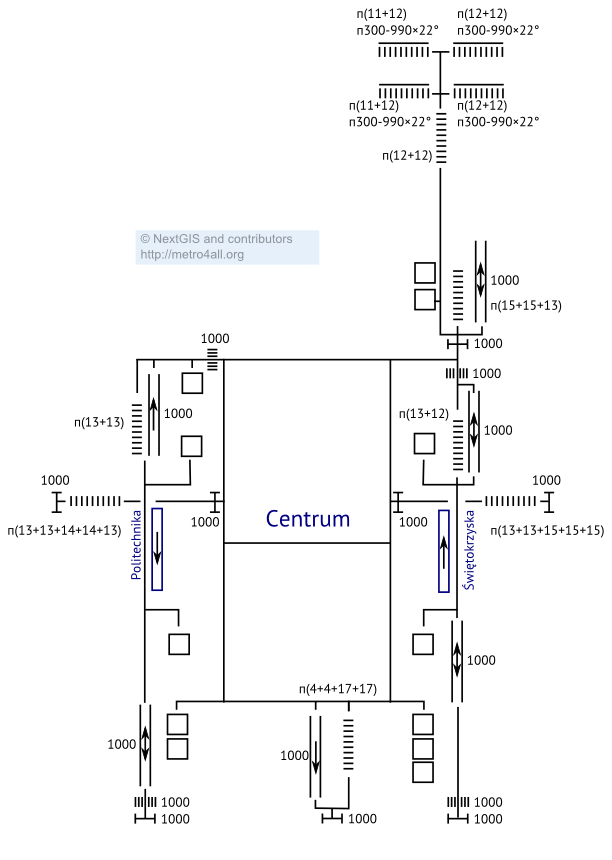 п(11+12) п(12+12)
п300-990×22° п300-990×22°
п(11+12) п(12+12)
п300-990×22° п300-990×22°
п(12+12)
© NextGIS and contributors
http://metro4all.org
1000
п(15+15+13)
1000
1000
1000
1000
п(13+12)
п(13+13)
1000
1000
1000
1000
1000
1000
п(13+13+14+14+13)
п(13+13+15+15+15)
Centrum
Politechnika
Świętokrzyska
1000
п(4+4+17+17)
1000
1000
1000
1000
1000
1000
1000